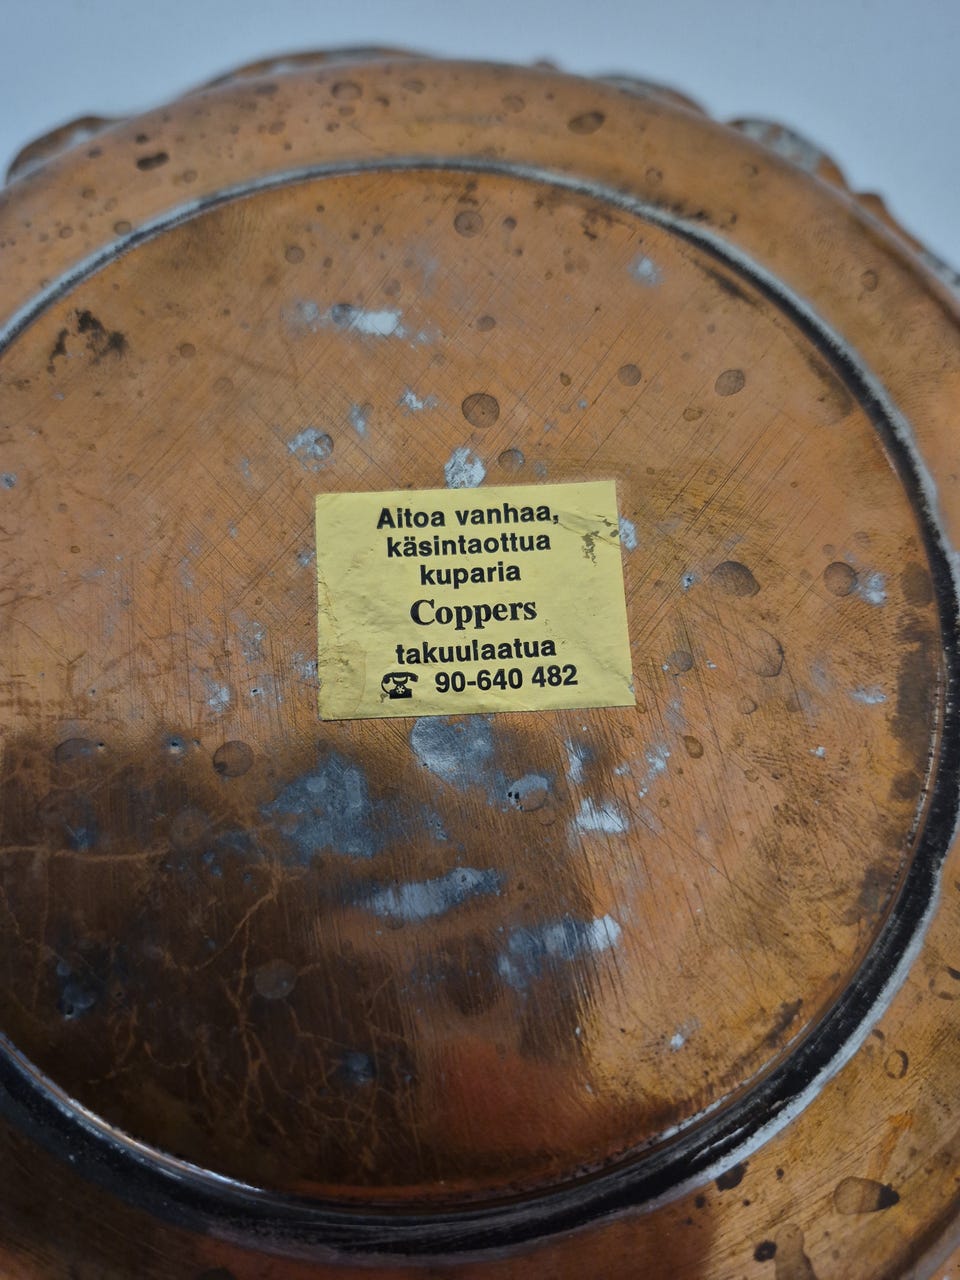 Aitoa vanhaa,
käsintaottua
kuparia
Coppers
takuulaatua
☎ 90-640 482